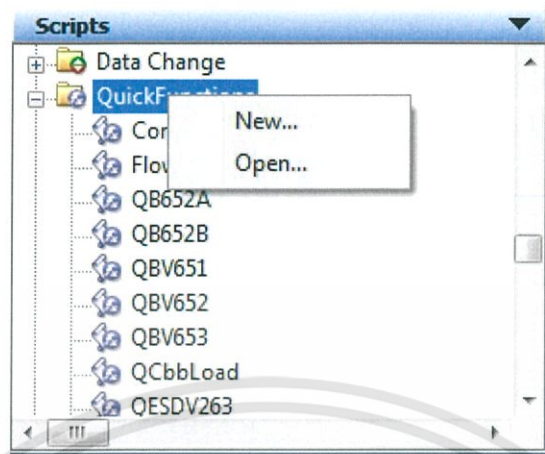 Scripts
Data Change
New...
Open...
QB652A
QB652B
QBV651
QBV652
QBV653
QCbbLoad
QESDV263